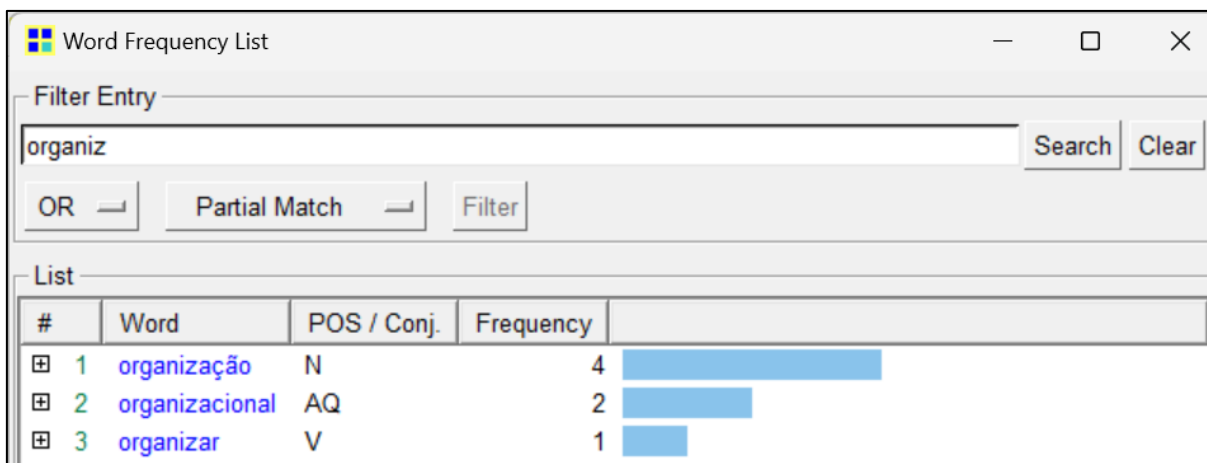 Word Frequency List
Filter Entry
organiz Search Clear
OR Partial Match Filter
List
# Word POS / Conj. Frequency
1 organização N 4
2 organizacional AQ 2
3 organizar V 1